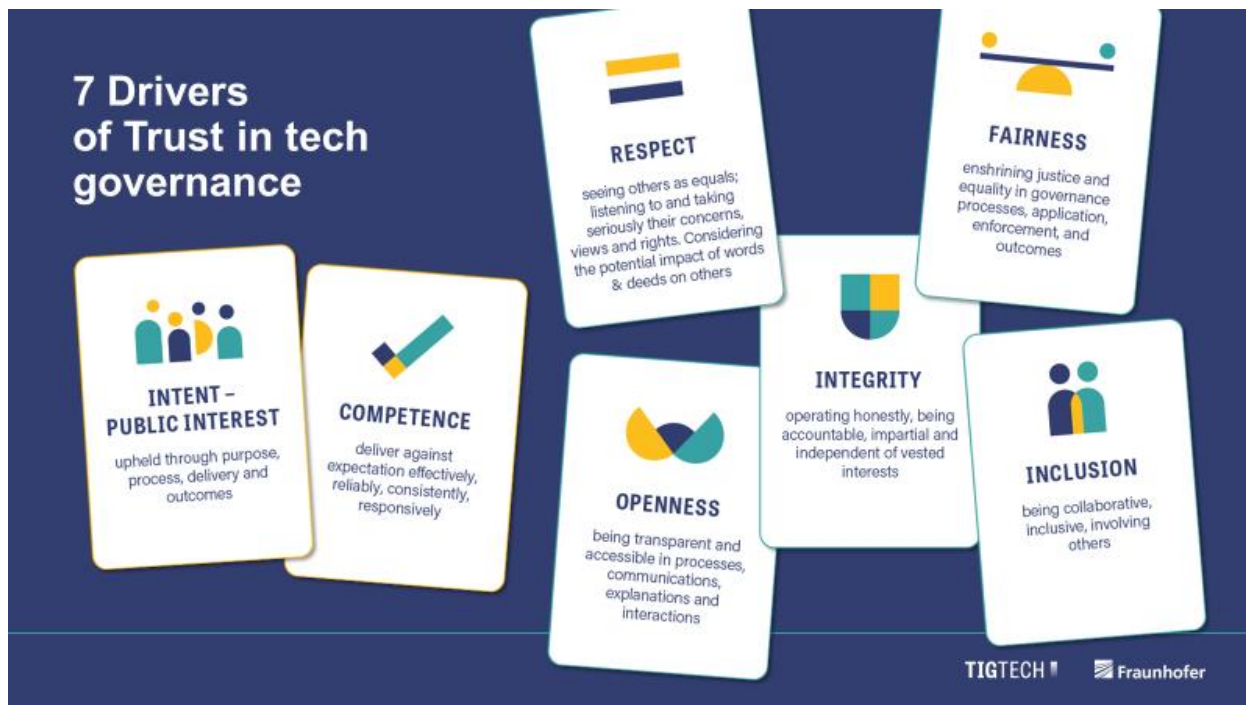 7 Drivers
of Trust in tech
governance
INTENT –
PUBLIC INTEREST
upheld through purpose,
process, delivery and
outcomes
COMPETENCE
deliver against
expectation effectively,
reliably, consistently,
responsively
RESPECT
seeing others as equals;
listening to and taking
seriously their concerns,
views and rights. Considering
the potential impact of words
& deeds on others
OPENNESS
being transparent and
accessible in processes,
communications,
explanations and
interactions
INTEGRITY
operating honestly, being
accountable, impartial and
independent of vested
interests
FAIRNESS
enshrining justice and
equality in governance
processes, application,
enforcement, and
outcomes
INCLUSION
being collaborative,
inclusive, involving
others
TIGTECH
Fraunhofer